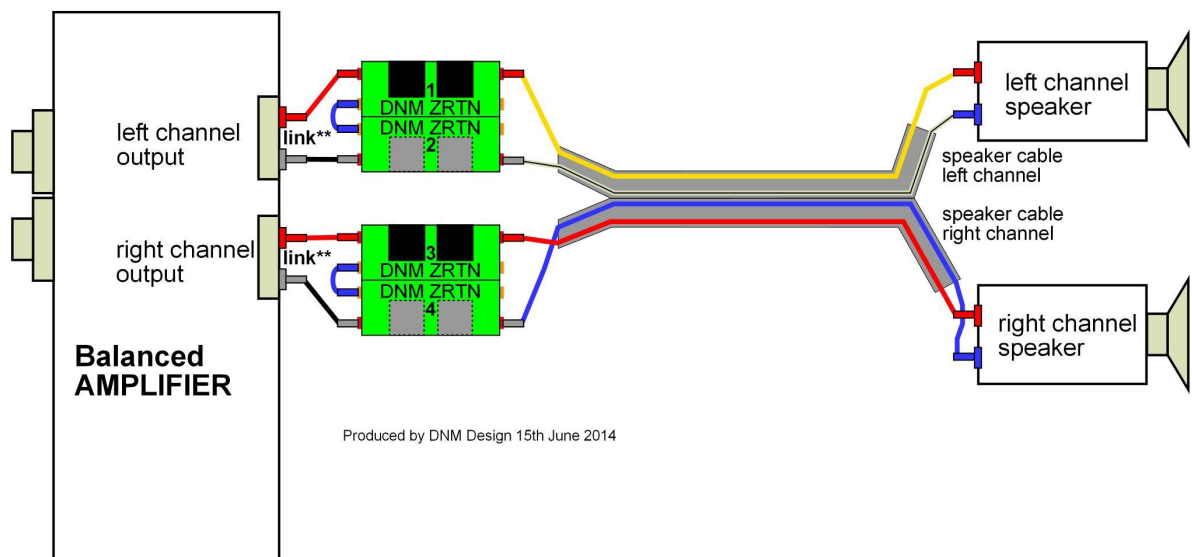 left channel
output
link**
1
DNM ZRTN
DNM ZRTN
2
left channel
speaker
speaker cable
left channel
speaker cable
right channel
right channel
output
link**
3
DNM ZRTN
DNM ZRTN
4
right channel
speaker
Balanced
AMPLIFIER
Produced by DNM Design 15th June 2014